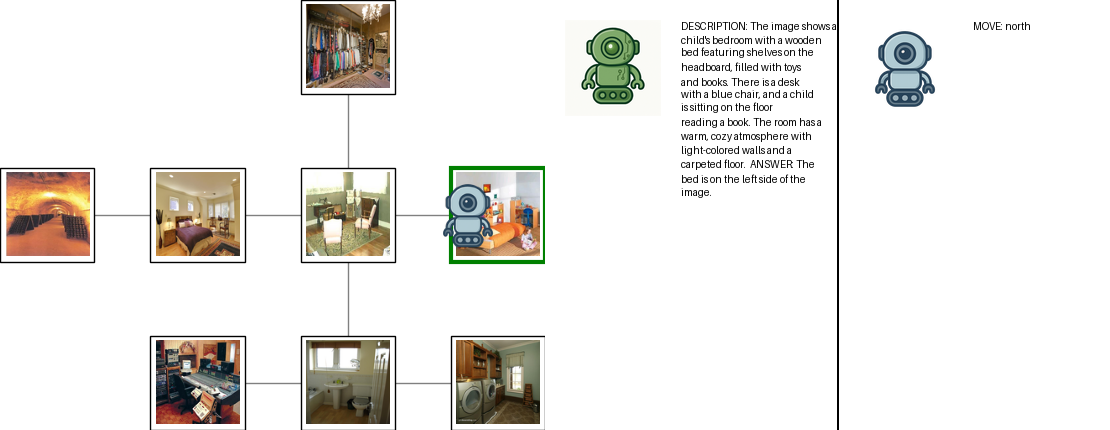 DESCRIPTION: The image shows a
child's bedroom with a wooden
bed featuring shelves on the
headboard, filled with toys
and books. There is a desk
with a blue chair, and a child
is sitting on the floor
reading a book. The room has a
warm, cozy atmosphere with
light-colored walls and a
carpeted floor. ANSWER: The
bed is on the left side of the
image.
MOVE: north